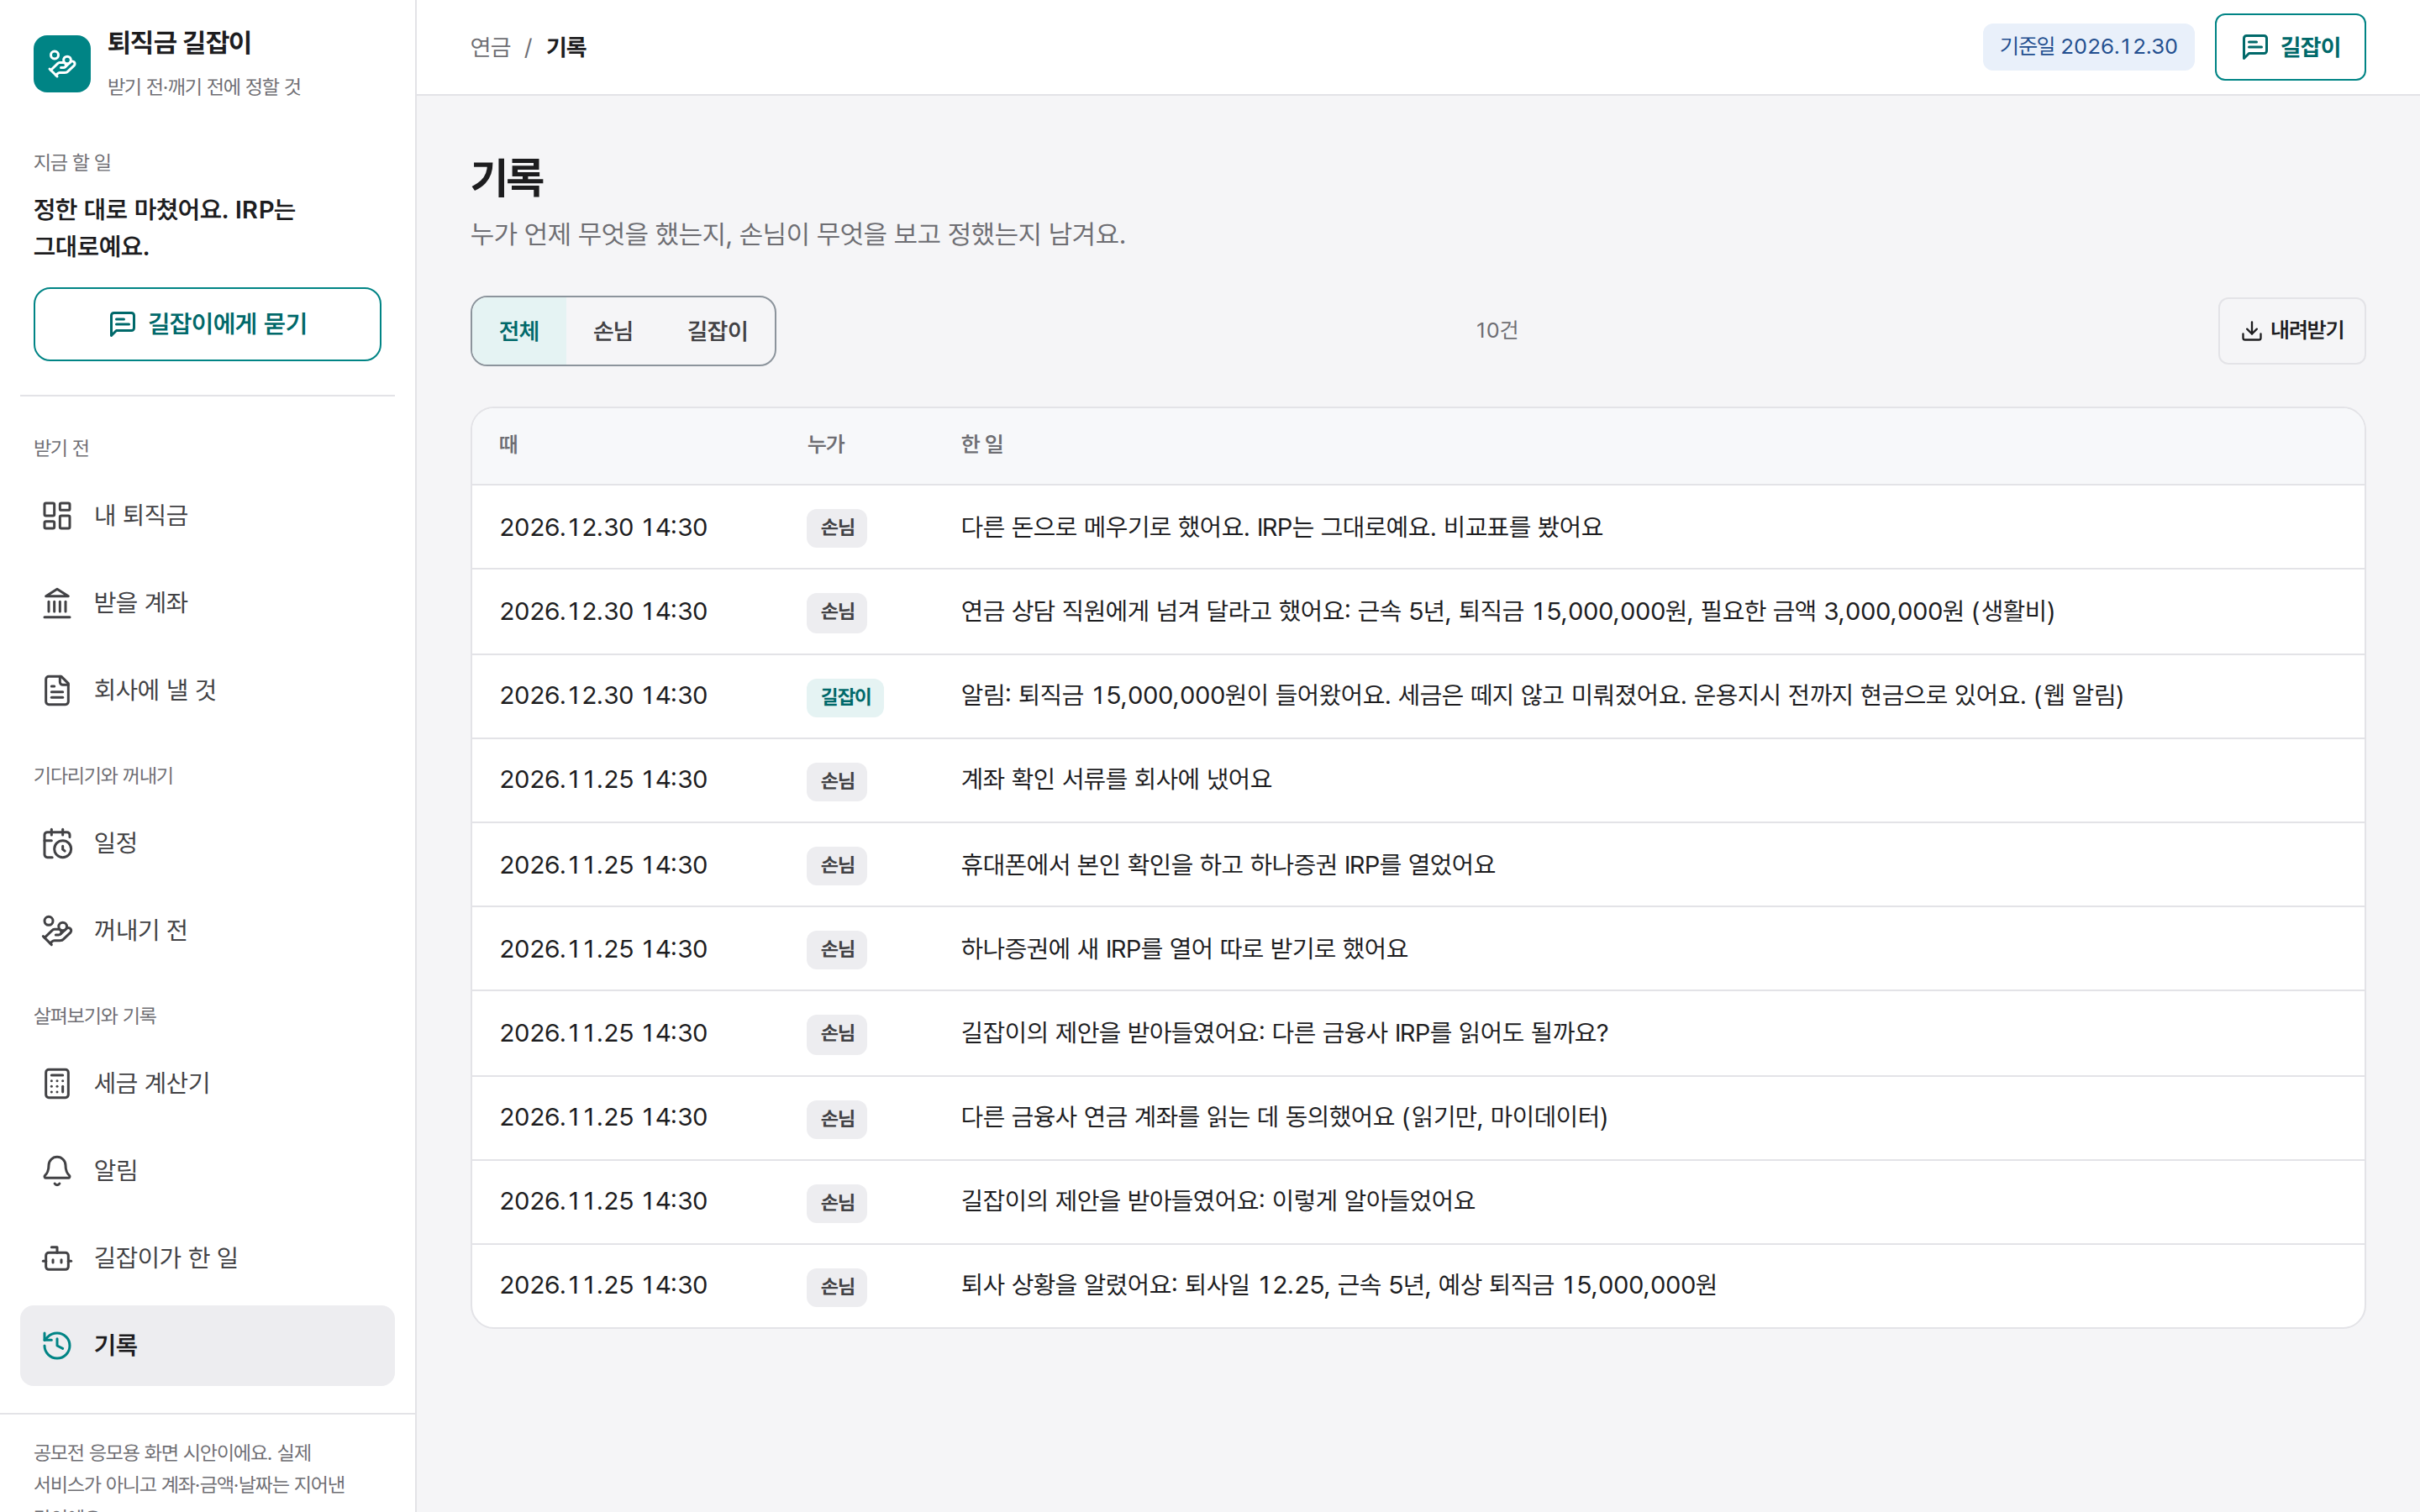 퇴직금 길잡이
받기 전·깨기 전에 정할 것
지금 할 일
정한 대로 마쳤어요. IRP는
그대로예요.
길잡이에게 묻기
받기 전
내 퇴직금
받을 계좌
회사에 낼 것
기다리기와 꺼내기
일정
꺼내기 전
살펴보기와 기록
세금 계산기
알림
길잡이가 한 일
기록
공모전 응모용 화면 시안이에요. 실제
서비스가 아니고 계좌·금액·날짜는 지어낸
연금 / 기록
기준일 2026.12.30
길잡이
기록
누가 언제 무엇을 했는지, 손님이 무엇을 보고 정했는지 남겨요.
전체 손님 길잡이
10건
내려받기
때 누가 한 일
2026.12.30 14:30 손님 다른 돈으로 메우기로 했어요. IRP는 그대로예요. 비교표를 봤어요
2026.12.30 14:30 손님 연금 상담 직원에게 넘겨 달라고 했어요: 근속 5년, 퇴직금 15,000,000원, 필요한 금액 3,000,000원 (생활비)
2026.12.30 14:30 길잡이 알림: 퇴직금 15,000,000원이 들어왔어요. 세금은 떼지 않고 미뤄졌어요. 운용지시 전까지 현금으로 있어요. (웹 알림)
2026.11.25 14:30 손님 계좌 확인 서류를 회사에 냈어요
2026.11.25 14:30 손님 휴대폰에서 본인 확인을 하고 하나증권 IRP를 열었어요
2026.11.25 14:30 손님 하나증권에 새 IRP를 열어 따로 받기로 했어요
2026.11.25 14:30 손님 길잡이의 제안을 받아들였어요: 다른 금융사 IRP를 읽어도 될까요?
2026.11.25 14:30 손님 다른 금융사 연금 계좌를 읽는 데 동의했어요 (읽기만, 마이데이터)
2026.11.25 14:30 손님 길잡이의 제안을 받아들였어요: 이렇게 알아들었어요
2026.11.25 14:30 손님 퇴사 상황을 알렸어요: 퇴사일 12.25, 근속 5년, 예상 퇴직금 15,000,000원